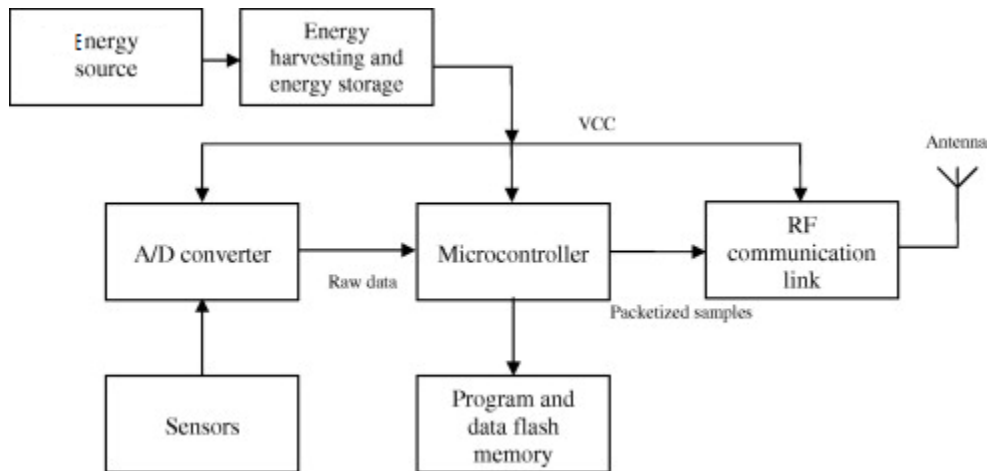 Energy
source
Energy
harvesting and
energy storage
VCC
Antenna
A/D converter
Raw data
Microcontroller
Packetized samples
RF
communication
link
Sensors
Program and
data flash
memory